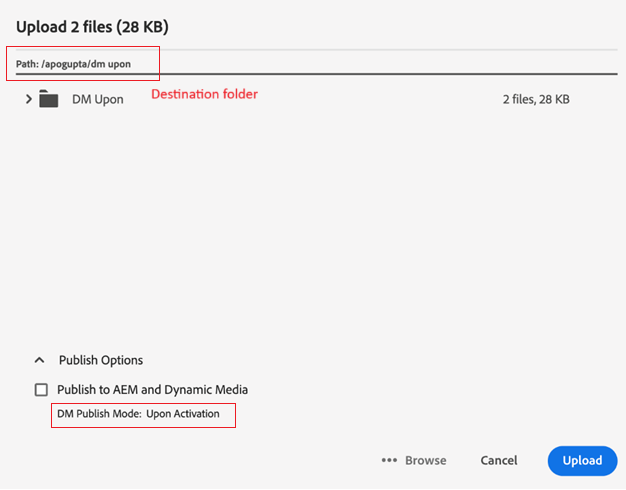 Upload 2 files (28 KB)
Path: /apogupta/dm upon
DM Upon
Destination folder
2 files, 28 KB
Publish Options
Publish to AEM and Dynamic Media
DM Publish Mode: Upon Activation
••• Browse
Cancel
Upload